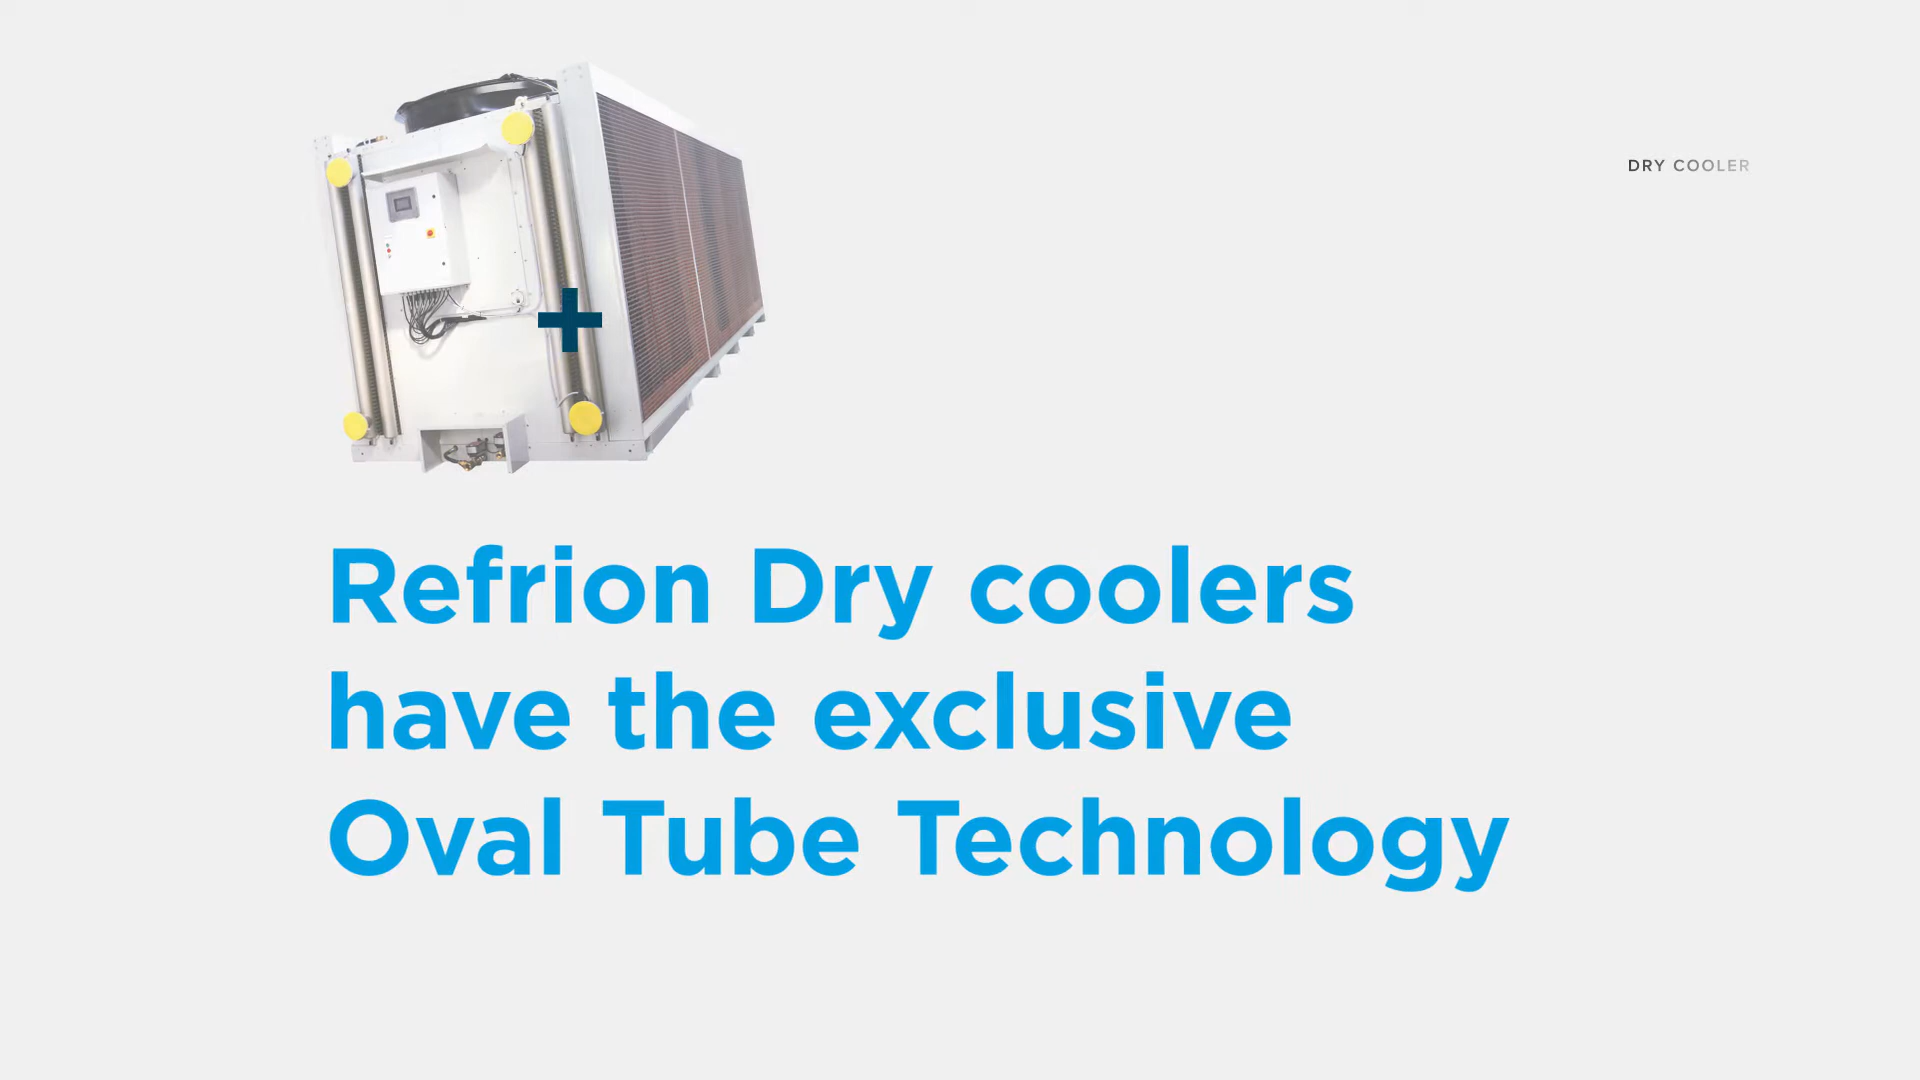 DRY COOLER
Refrion Dry coolers
have the exclusive
Oval Tube Technology